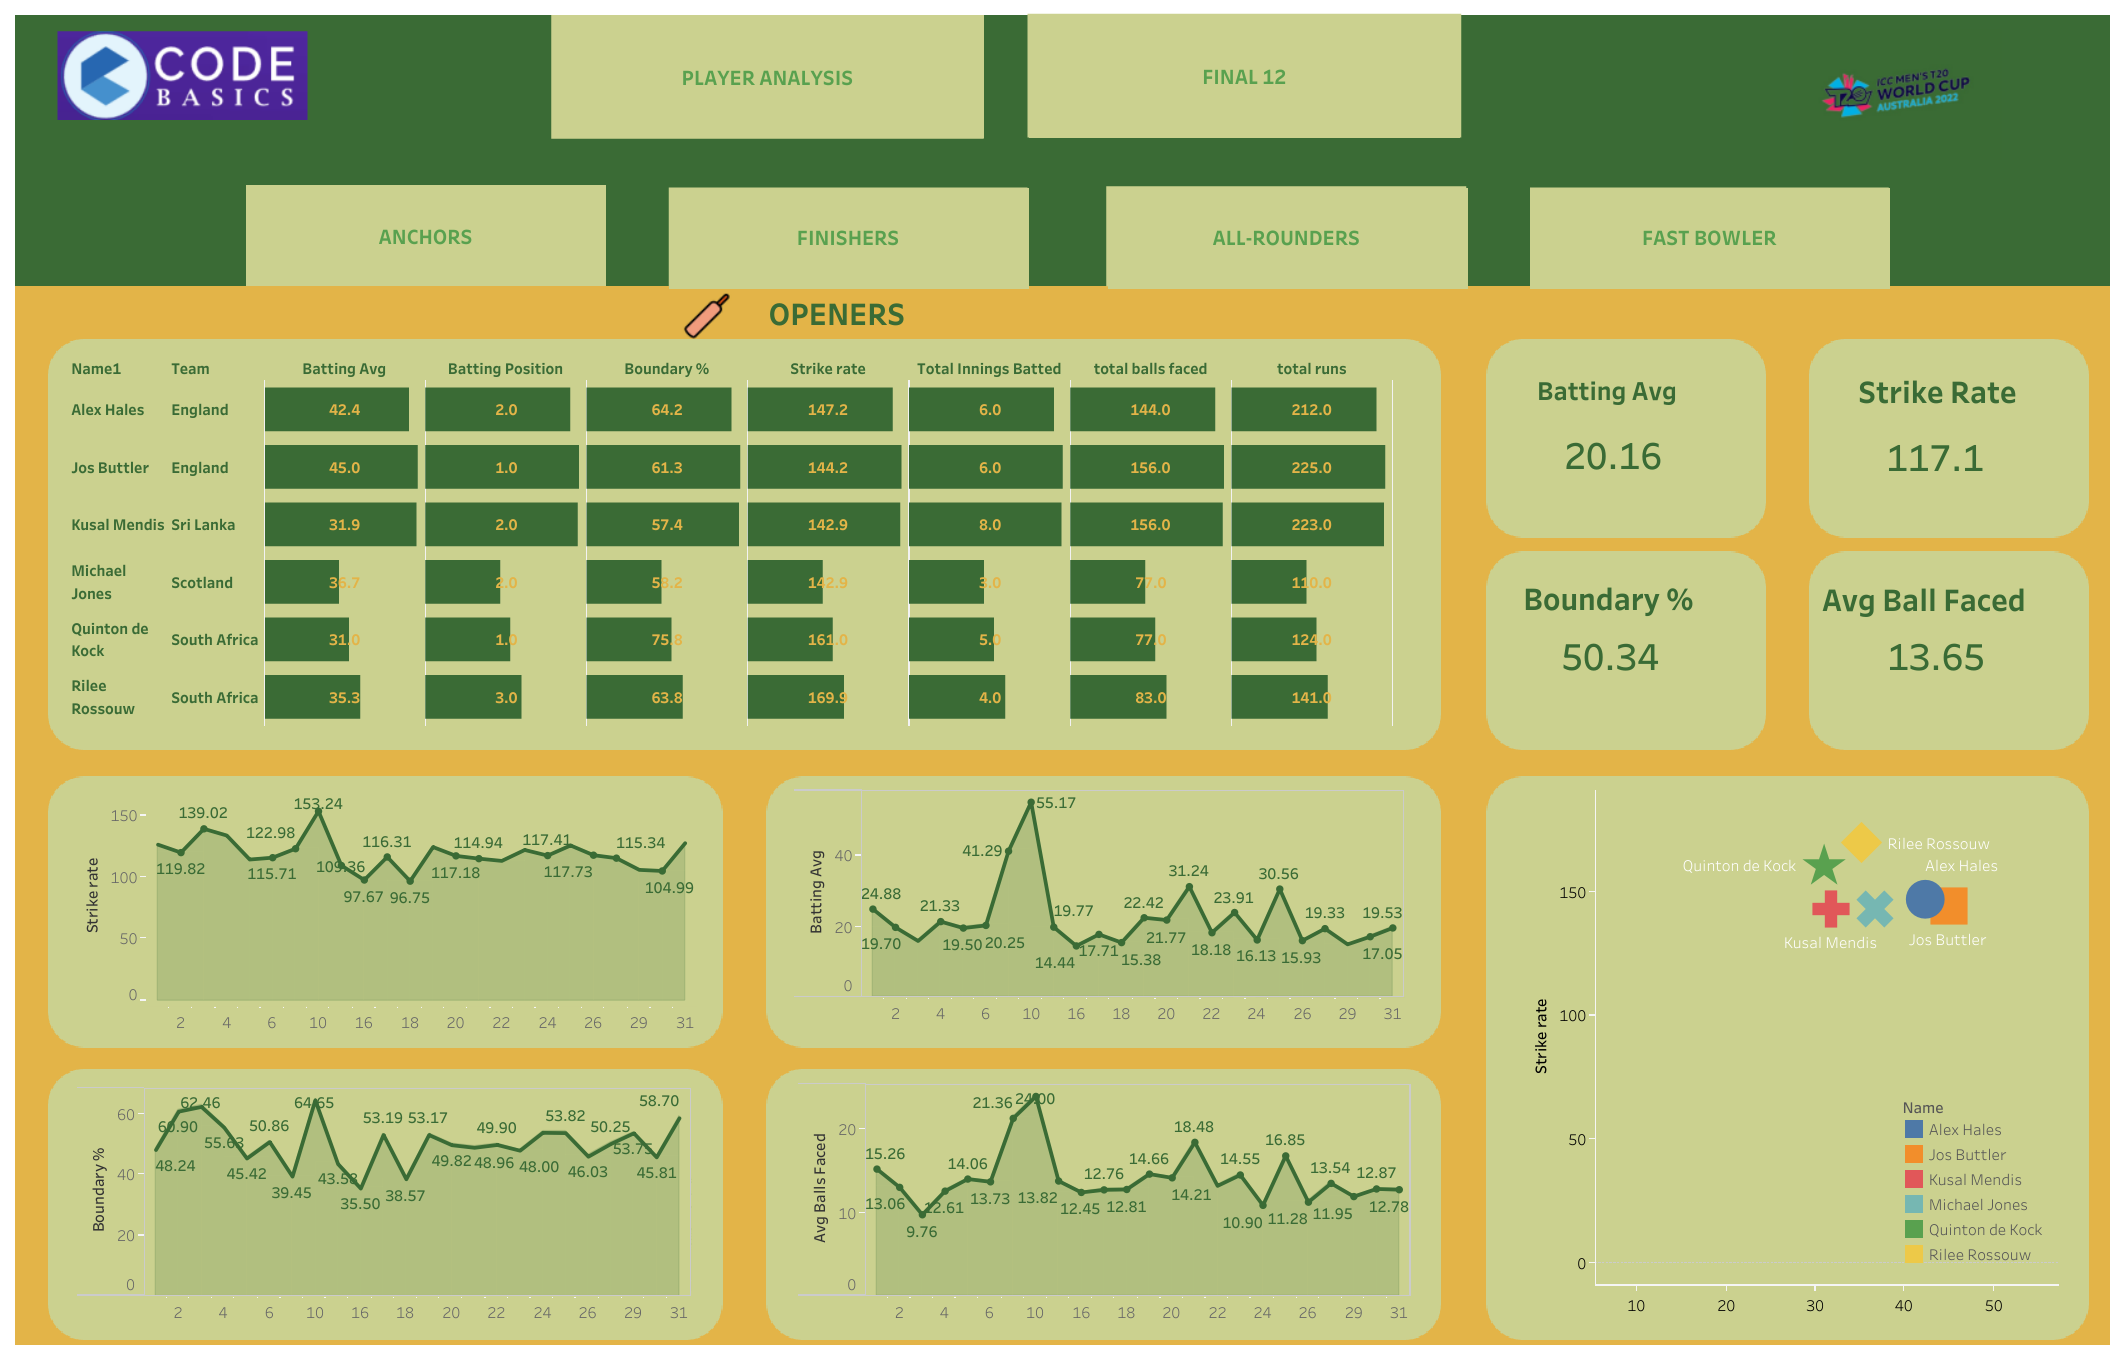 CODE
BASICS
PLAYER ANALYSIS
FINAL 12
ICC MEN'S T20
WORLD CUP
AUSTRALIA 2022
T20
ANCHORS
FINISHERS
ALL-ROUNDERS
FAST BOWLER
OPENERS
Name1 Team Batting Avg Batting Position Boundary % Strike rate Total Innings Batted total balls faced total runs
Alex Hales England 42.4 2.0 64.2 147.2 6.0 144.0 212.0
Jos Buttler England 45.0 1.0 61.3 144.2 6.0 156.0 225.0
Kusal Mendis Sri Lanka 31.9 2.0 57.4 142.9 8.0 156.0 223.0
Michael
Jones Scotland 36.7 2.0 58.2 142.9 3.0 77.0 110.0
Quinton de
Kock South Africa 31.0 1.0 75.8 161.0 5.0 77.0 124.0
Rilee
Rossouw South Africa 35.3 3.0 63.8 169.9 4.0 83.0 141.0
Batting Avg
20.16
Strike Rate
117.1
Boundary %
50.34
Avg Ball Faced
13.65
Strike rate
150
100
50
0
119.82 139.02 122.98 115.71 153.24 109.36 97.67 116.31 96.75 117.18 114.94 117.41 117.73 115.34 104.99
2 4 6 10 16 18 20 22 24 26 29 31
Batting Avg
40
20
0
24.88 19.70 21.33 19.50 20.25 41.29 55.17 19.77 14.44 17.71 15.38 22.42 21.77 31.24 18.18 23.91 16.13 30.56 15.93 19.33 17.05 19.53
2 4 6 10 16 18 20 22 24 26 29 31
Boundary %
60
40
20
0
48.24 60.90 62.46 55.63 45.42 50.86 39.45 64.65 43.58 35.50 53.19 38.57 53.17 49.82 48.96 49.90 48.00 53.82 46.03 50.25 53.75 45.81 58.70
2 4 6 10 16 18 20 22 24 26 29 31
Avg Balls Faced
20
10
0
15.26 13.06 9.76 12.61 14.06 13.73 21.36 24.00 13.82 12.45 12.76 12.81 14.66 14.21 18.48 14.55 10.90 16.85 11.28 13.54 11.95 12.87 12.78
2 4 6 10 16 18 20 22 24 26 29 31
Strike rate
150
100
50
0
Rilee Rossouw
Quinton de Kock
Alex Hales
Kusal Mendis
Jos Buttler
Name
Alex Hales
Jos Buttler
Kusal Mendis
Michael Jones
Quinton de Kock
Rilee Rossouw
10 20 30 40 50